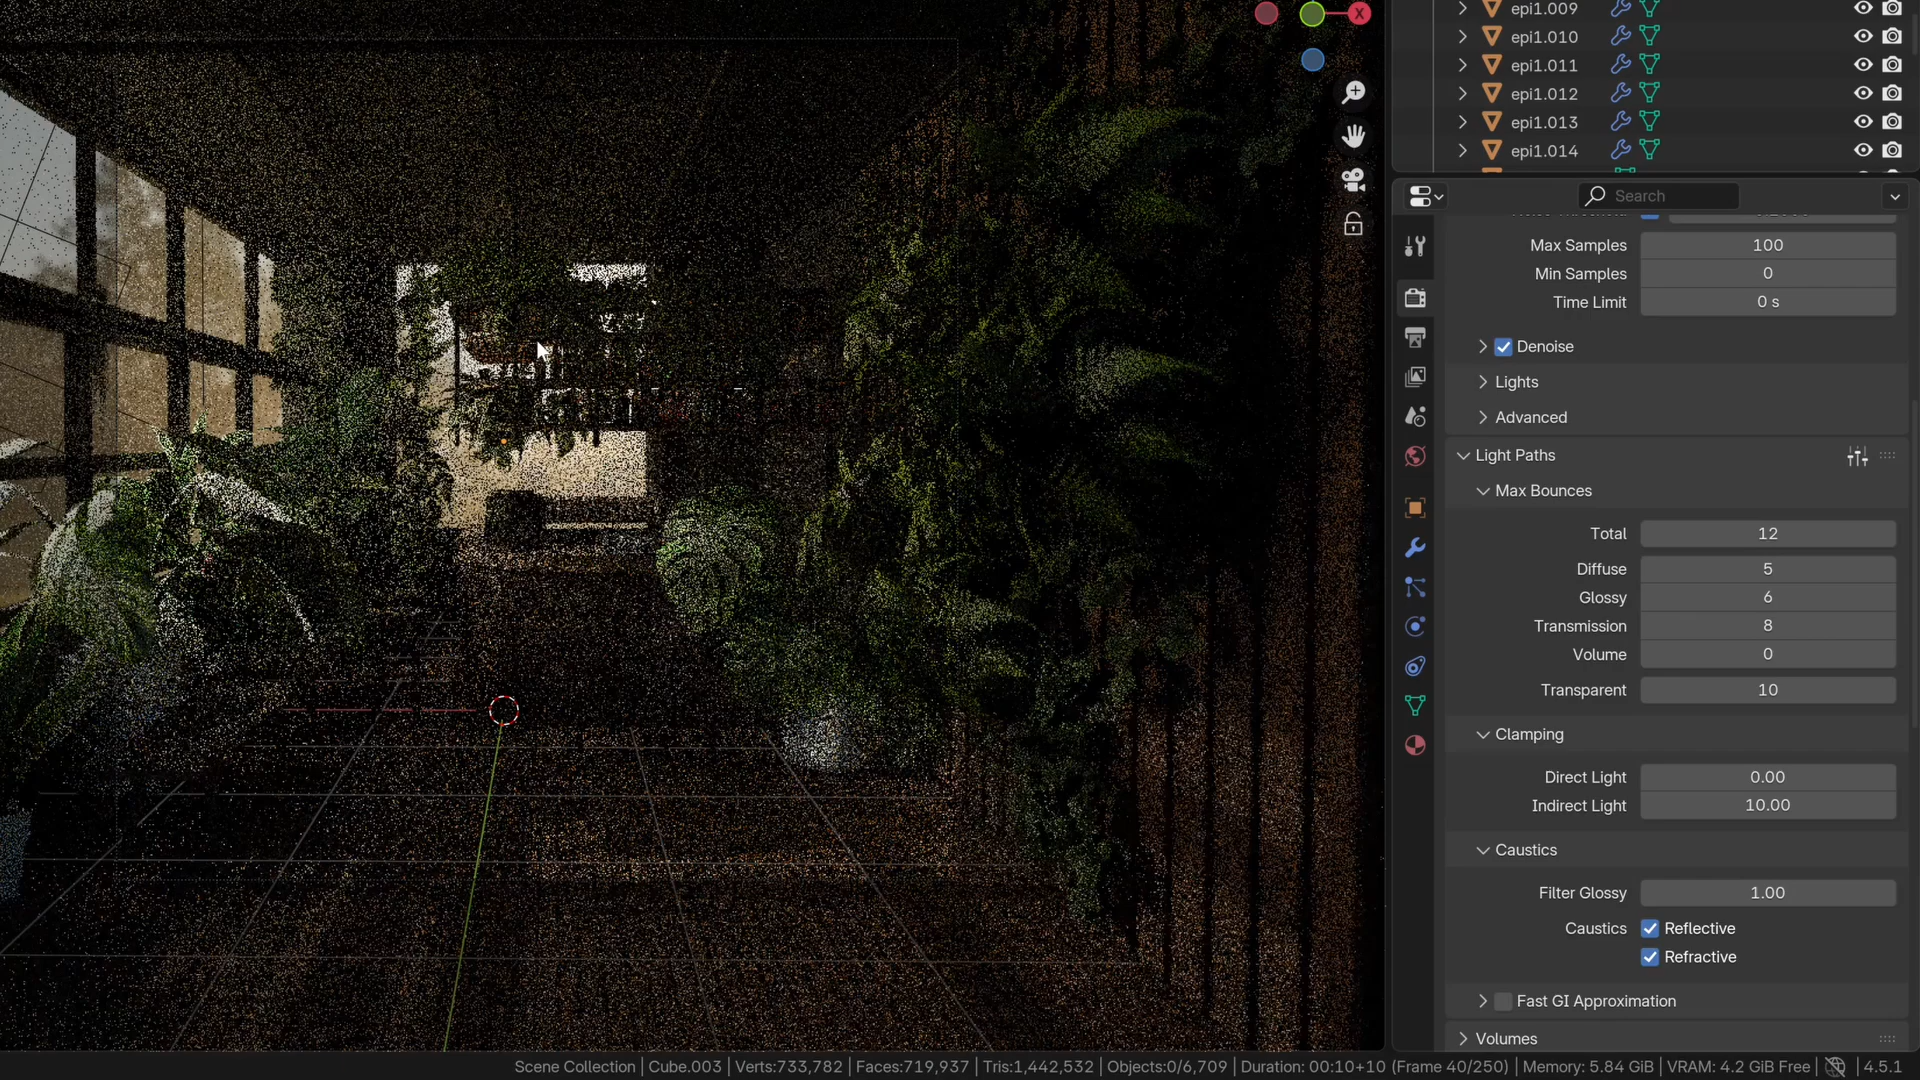 X
epi1.009
epi1.010
epi1.011
epi1.012
epi1.013
epi1.014
Search
Max Samples 100
Min Samples 0
Time Limit 0 s
Denoise
Lights
Advanced
Light Paths
Max Bounces
Total 12
Diffuse 5
Glossy 6
Transmission 8
Volume 0
Transparent 10
Clamping
Direct Light 0.00
Indirect Light 10.00
Caustics
Filter Glossy 1.00
Caustics Reflective
Refractive
Fast GI Approximation
Volumes
Scene Collection | Cube.003 | Verts:733,782 | Faces:719,937 | Tris:1,442,532 | Objects:0/6,709 | Duration: 00:10+10 (Frame 40/250) | Memory: 5.84 GiB | VRAM: 4.2 GiB Free | 4.5.1